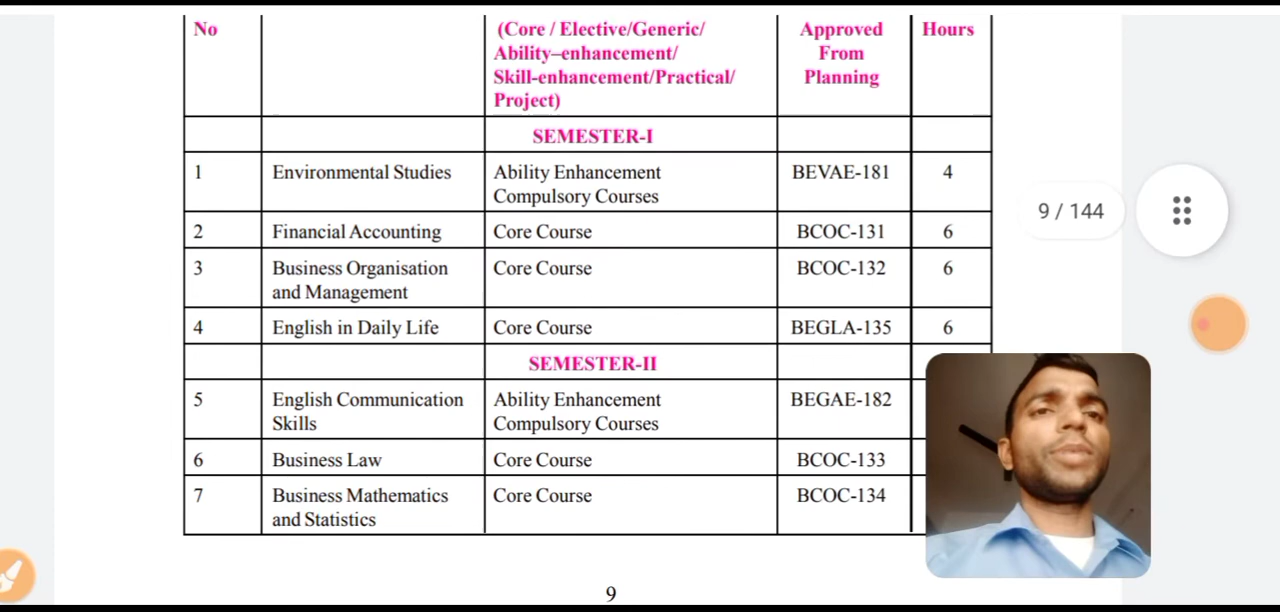 No (Core / Elective/Generic/ Approved Hours
Ability–enhancement/ From
Skill-enhancement/Practical/ Planning
Project)
SEMESTER-I
1 Environmental Studies Ability Enhancement BEVAE-181 4
Compulsory Courses
2 Financial Accounting Core Course BCOC-131 6
3 Business Organisation Core Course BCOC-132 6
and Management
4 English in Daily Life Core Course BEGLA-135 6
SEMESTER-II
5 English Communication Ability Enhancement BEGAE-182
Skills Compulsory Courses
6 Business Law Core Course BCOC-133
7 Business Mathematics Core Course BCOC-134
and Statistics
9
9 / 144